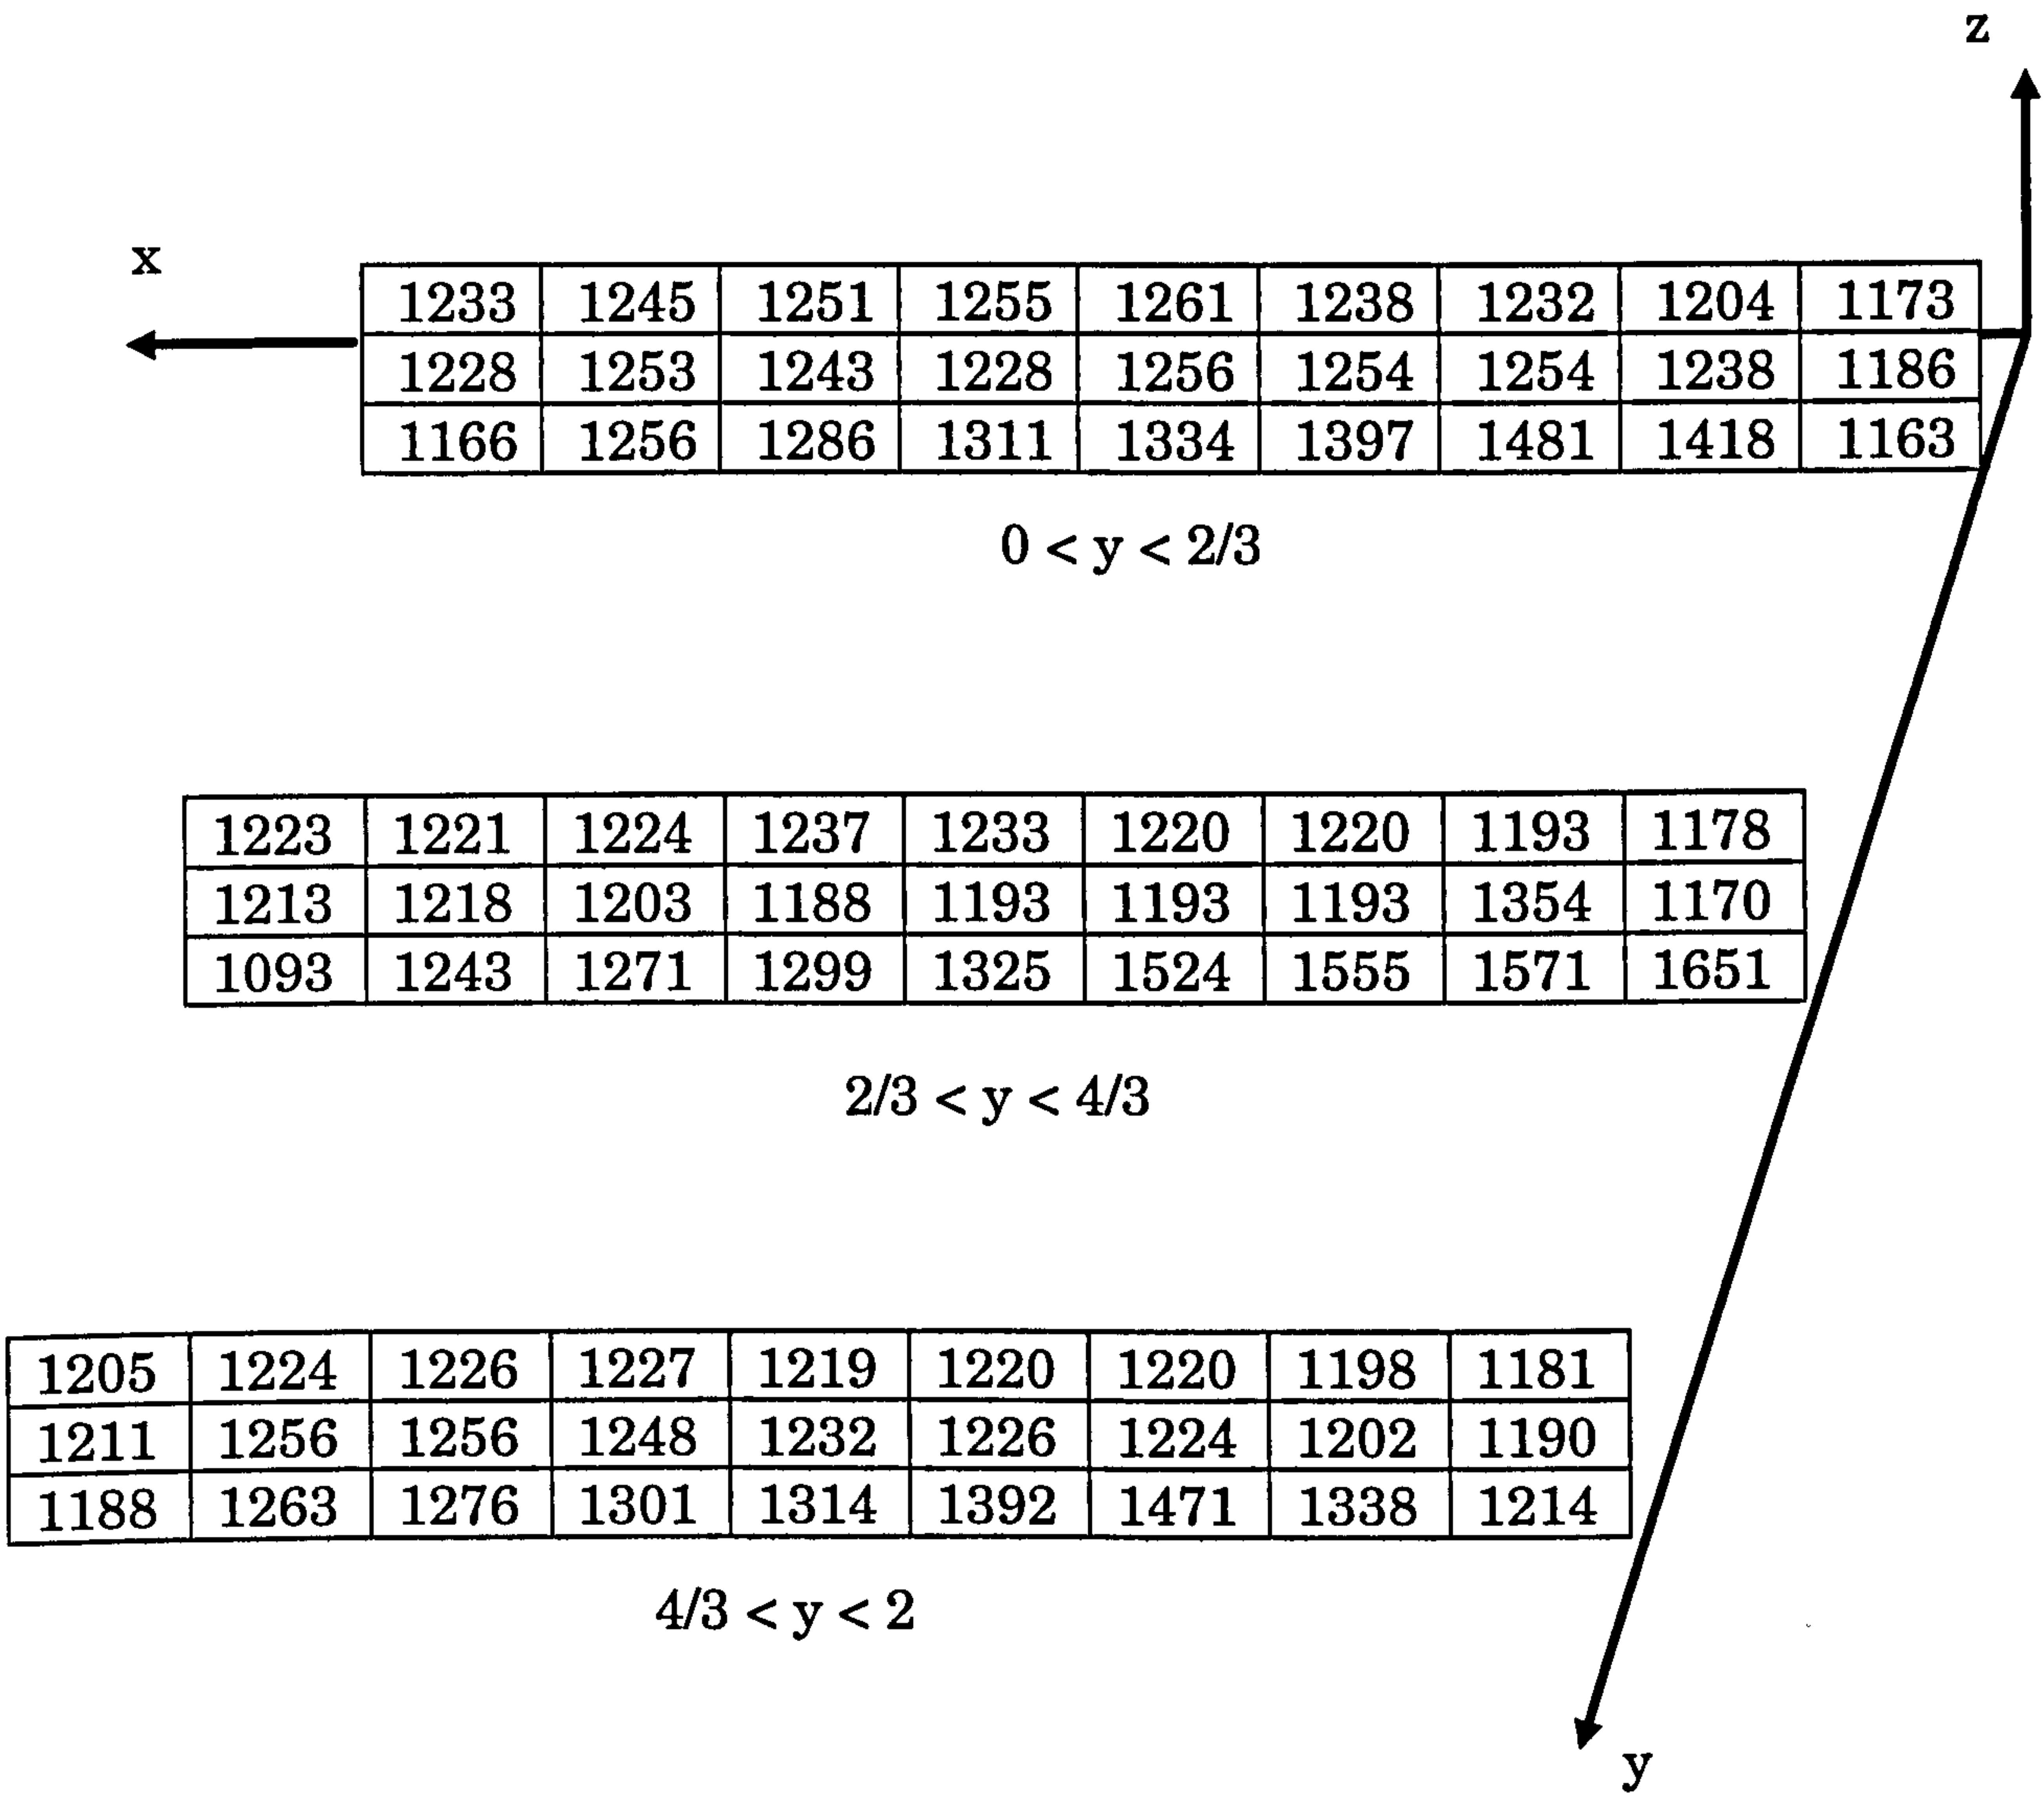 z
x
1233 1245 1251 1255 1261 1238 1232 1204 1173
1228 1253 1243 1228 1256 1254 1254 1238 1186
1166 1256 1286 1311 1334 1397 1481 1418 1163
0 < y < 2/3
1223 1221 1224 1237 1233 1220 1220 1193 1178
1213 1218 1203 1188 1193 1193 1193 1354 1170
1093 1243 1271 1299 1325 1524 1555 1571 1651
2/3 < y < 4/3
1205 1224 1226 1227 1219 1220 1220 1198 1181
1211 1256 1256 1248 1232 1226 1224 1202 1190
1188 1263 1276 1301 1314 1392 1471 1338 1214
4/3 < y < 2
y